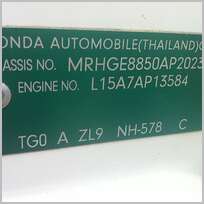 ONDA AUTOMOBILE(THAILAND)C
ASSIS NO. MRHGE8850AP2023
ENGINE NO. L15A7AP13584
TG0 A ZL9 NH-578 C